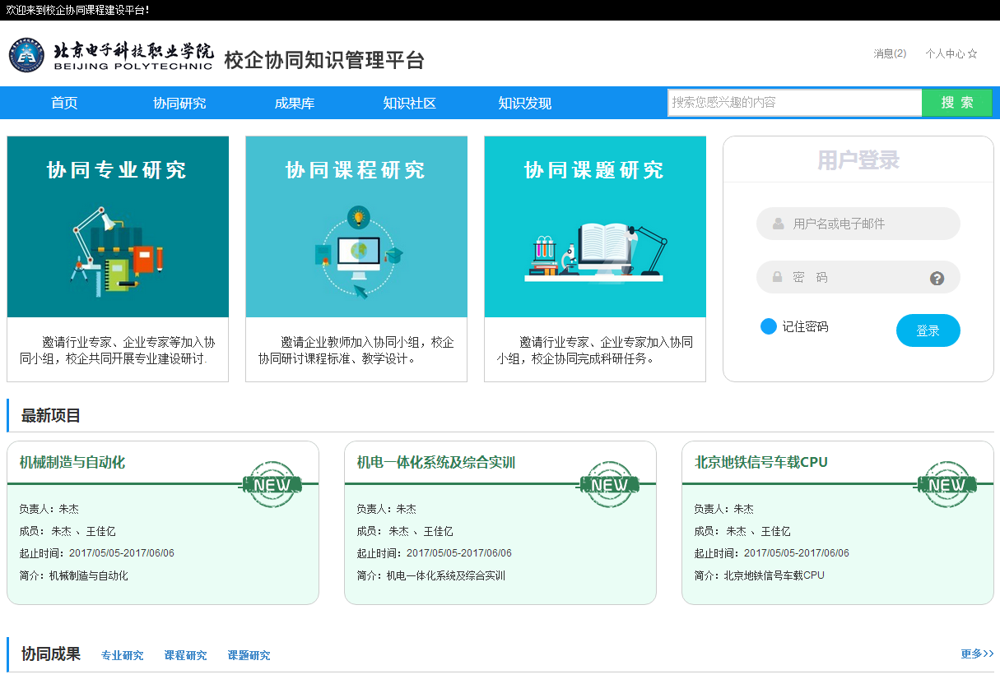 欢迎来到校企协同课程建设平台!
北京电子科技职业学院
BEIJING POLYTECHNIC
校企协同知识管理平台
消息(2) 个人中心 ☆
首页 协同研究 成果库 知识社区 知识发现 搜索您感兴趣的内容 搜 索
协同专业研究
邀请行业专家、企业专家等加入协
同小组，校企共同开展专业建设研讨.
协同课程研究
邀请企业教师加入协同小组，校企
协同研讨课程标准、教学设计。
协同课题研究
邀请行业专家、企业专家加入协同
小组，校企协同完成科研任务。
用户登录
用户名或电子邮件
密 码 ?
记住密码 登录
最新项目
机械制造与自动化
NEW
负责人：朱杰
成员： 朱杰 、王佳亿
起止时间：2017/05/05-2017/06/06
简介：机械制造与自动化
机电一体化系统及综合实训
NEW
负责人：朱杰
成员： 朱杰 、王佳亿
起止时间：2017/05/05-2017/06/06
简介：机电一体化系统及综合实训
北京地铁信号车载CPU
NEW
负责人：朱杰
成员： 朱杰 、王佳亿
起止时间：2017/05/05-2017/06/06
简介：北京地铁信号车载CPU
协同成果 专业研究 课程研究 课题研究 更多>>